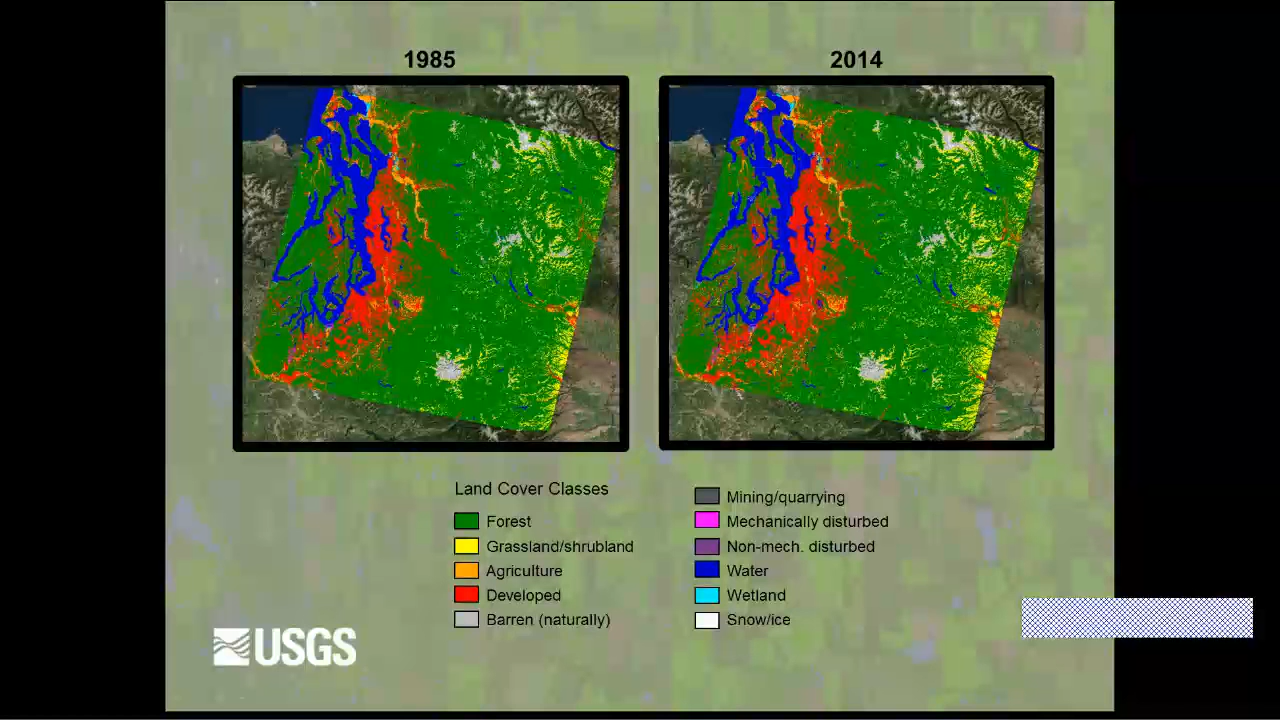 1985
2014
Land Cover Classes
Forest
Grassland/shrubland
Agriculture
Developed
Barren (naturally)
Mining/quarrying
Mechanically disturbed
Non-mech. disturbed
Water
Wetland
Snow/ice
USGS